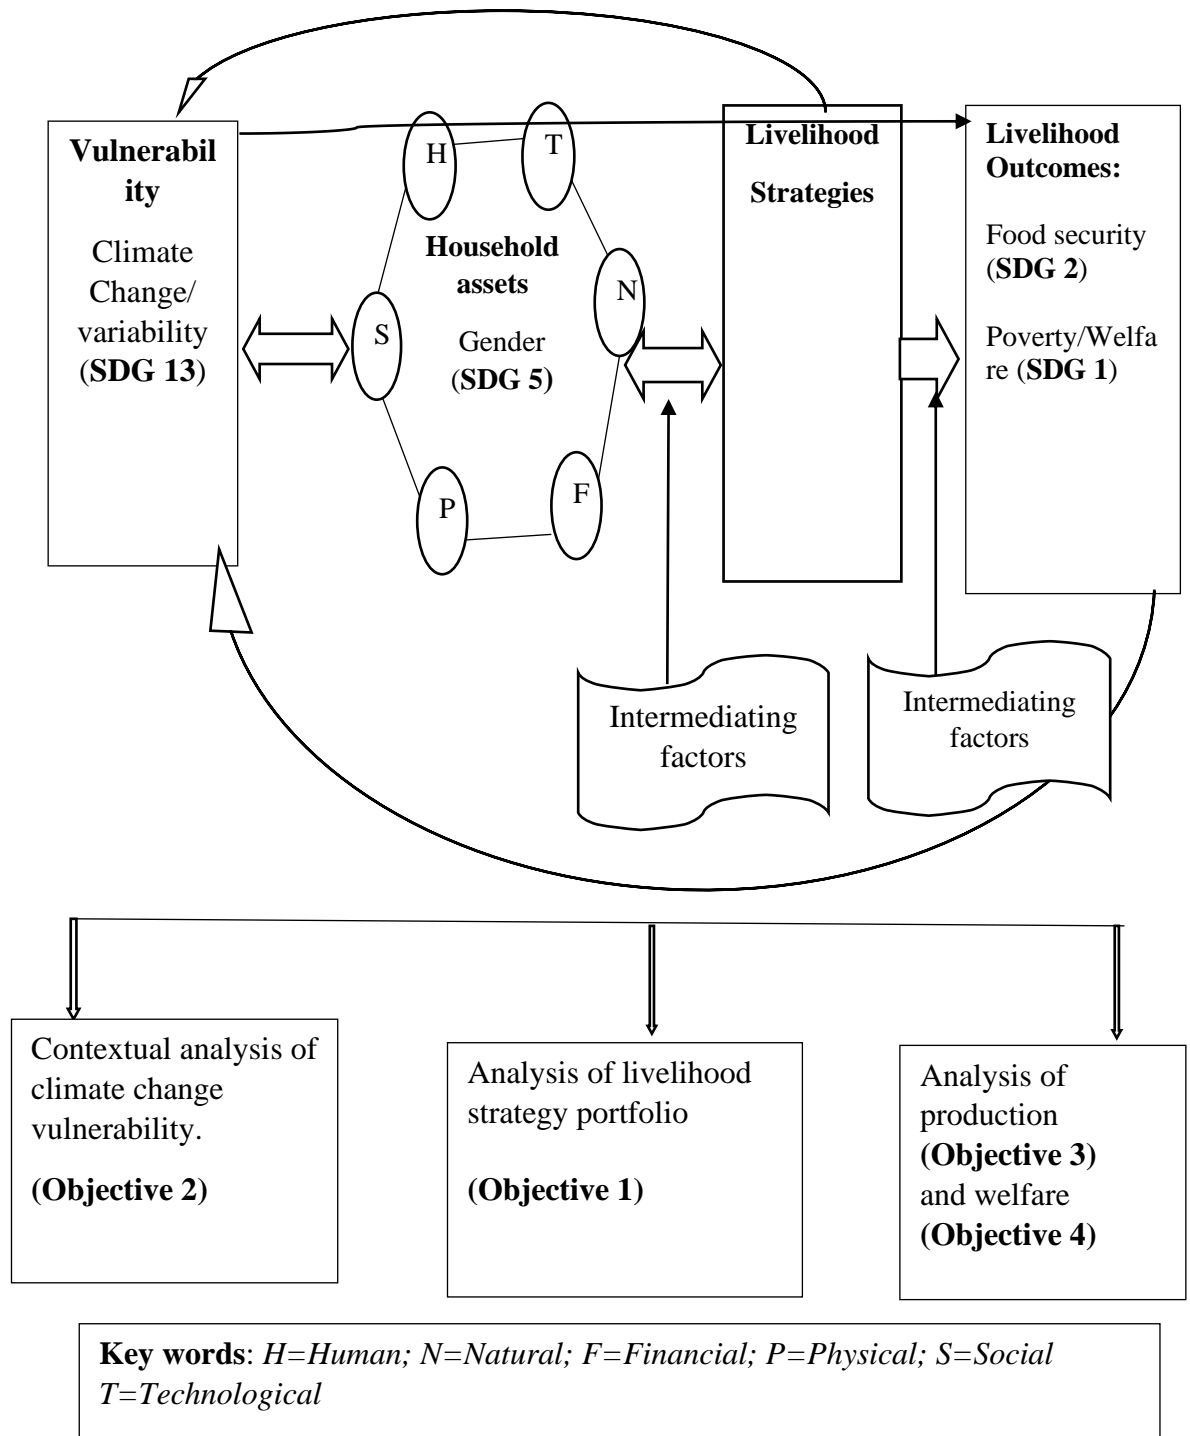 Vulnerabil
ity
Climate
Change/
variability
(SDG 13)
H
T
Household
assets
N
S
Gender
(SDG 5)
P
F
Livelihood
Strategies
Livelihood
Outcomes:
Food security
(SDG 2)
Poverty/Welfa
re (SDG 1)
Intermediating
factors
Intermediating
factors
Contextual analysis of
climate change
vulnerability.
(Objective 2)
Analysis of livelihood
strategy portfolio
(Objective 1)
Analysis of
production
(Objective 3)
and welfare
(Objective 4)
Key words: H=Human; N=Natural; F=Financial; P=Physical; S=Social
T=Technological